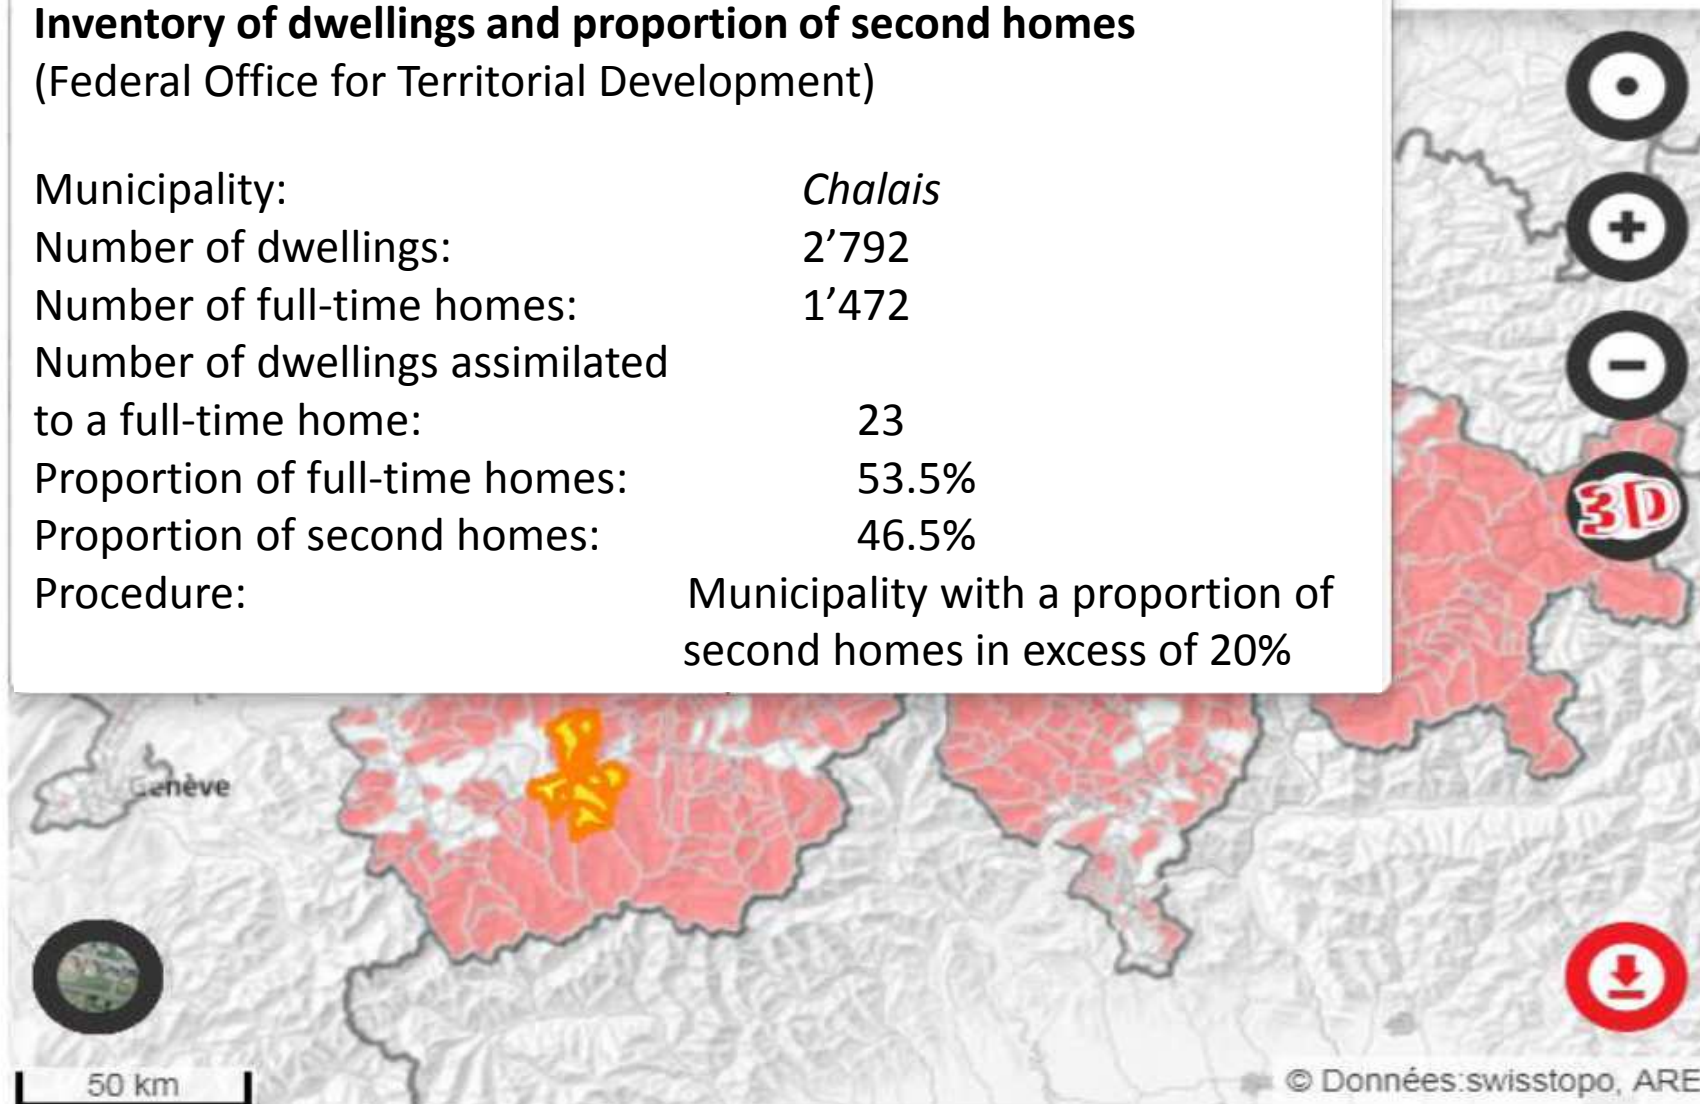 Inventory of dwellings and proportion of second homes
(Federal Office for Territorial Development)
Municipality: Chalais
Number of dwellings: 2’792
Number of full-time homes: 1’472
Number of dwellings assimilated
to a full-time home: 23
Proportion of full-time homes: 53.5%
Proportion of second homes: 46.5%
Procedure: Municipality with a proportion of
second homes in excess of 20%
3D
Genève
50 km
© Données:swisstopo, ARE